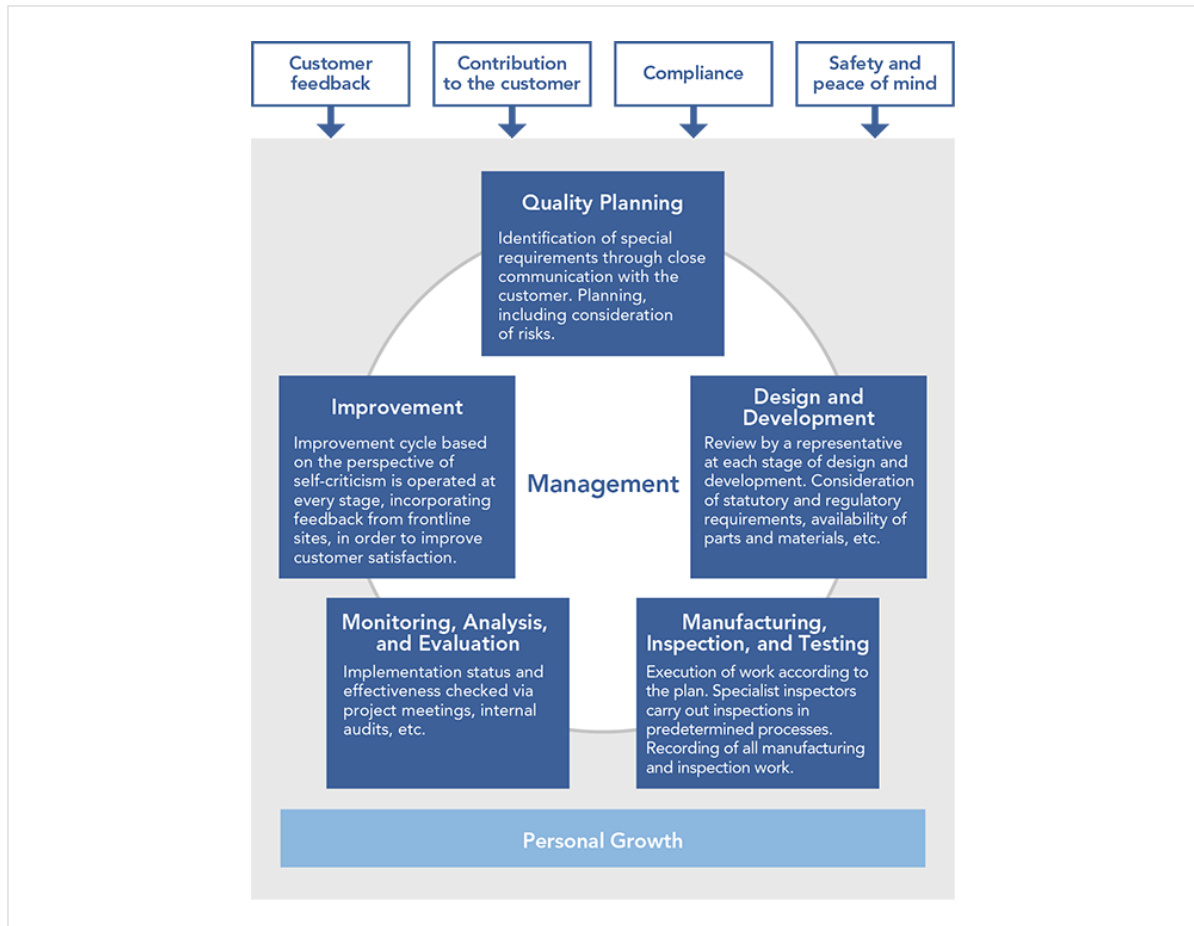 Customer
feedback
Contribution
to the customer
Compliance
Safety and
peace of mind
Quality Planning
Identification of special
requirements through close
communication with the
customer. Planning,
including consideration
of risks.
Improvement
Improvement cycle based
on the perspective of
self-criticism is operated at
every stage, incorporating
feedback from frontline
sites, in order to improve
customer satisfaction.
Management
Design and
Development
Review by a representative
at each stage of design and
development. Consideration
of statutory and regulatory
requirements, availability of
parts and materials, etc.
Monitoring, Analysis,
and Evaluation
Implementation status and
effectiveness checked via
project meetings, internal
audits, etc.
Manufacturing,
Inspection, and Testing
Execution of work according to
the plan. Specialist inspectors
carry out inspections in
predetermined processes.
Recording of all manufacturing
and inspection work.
Personal Growth